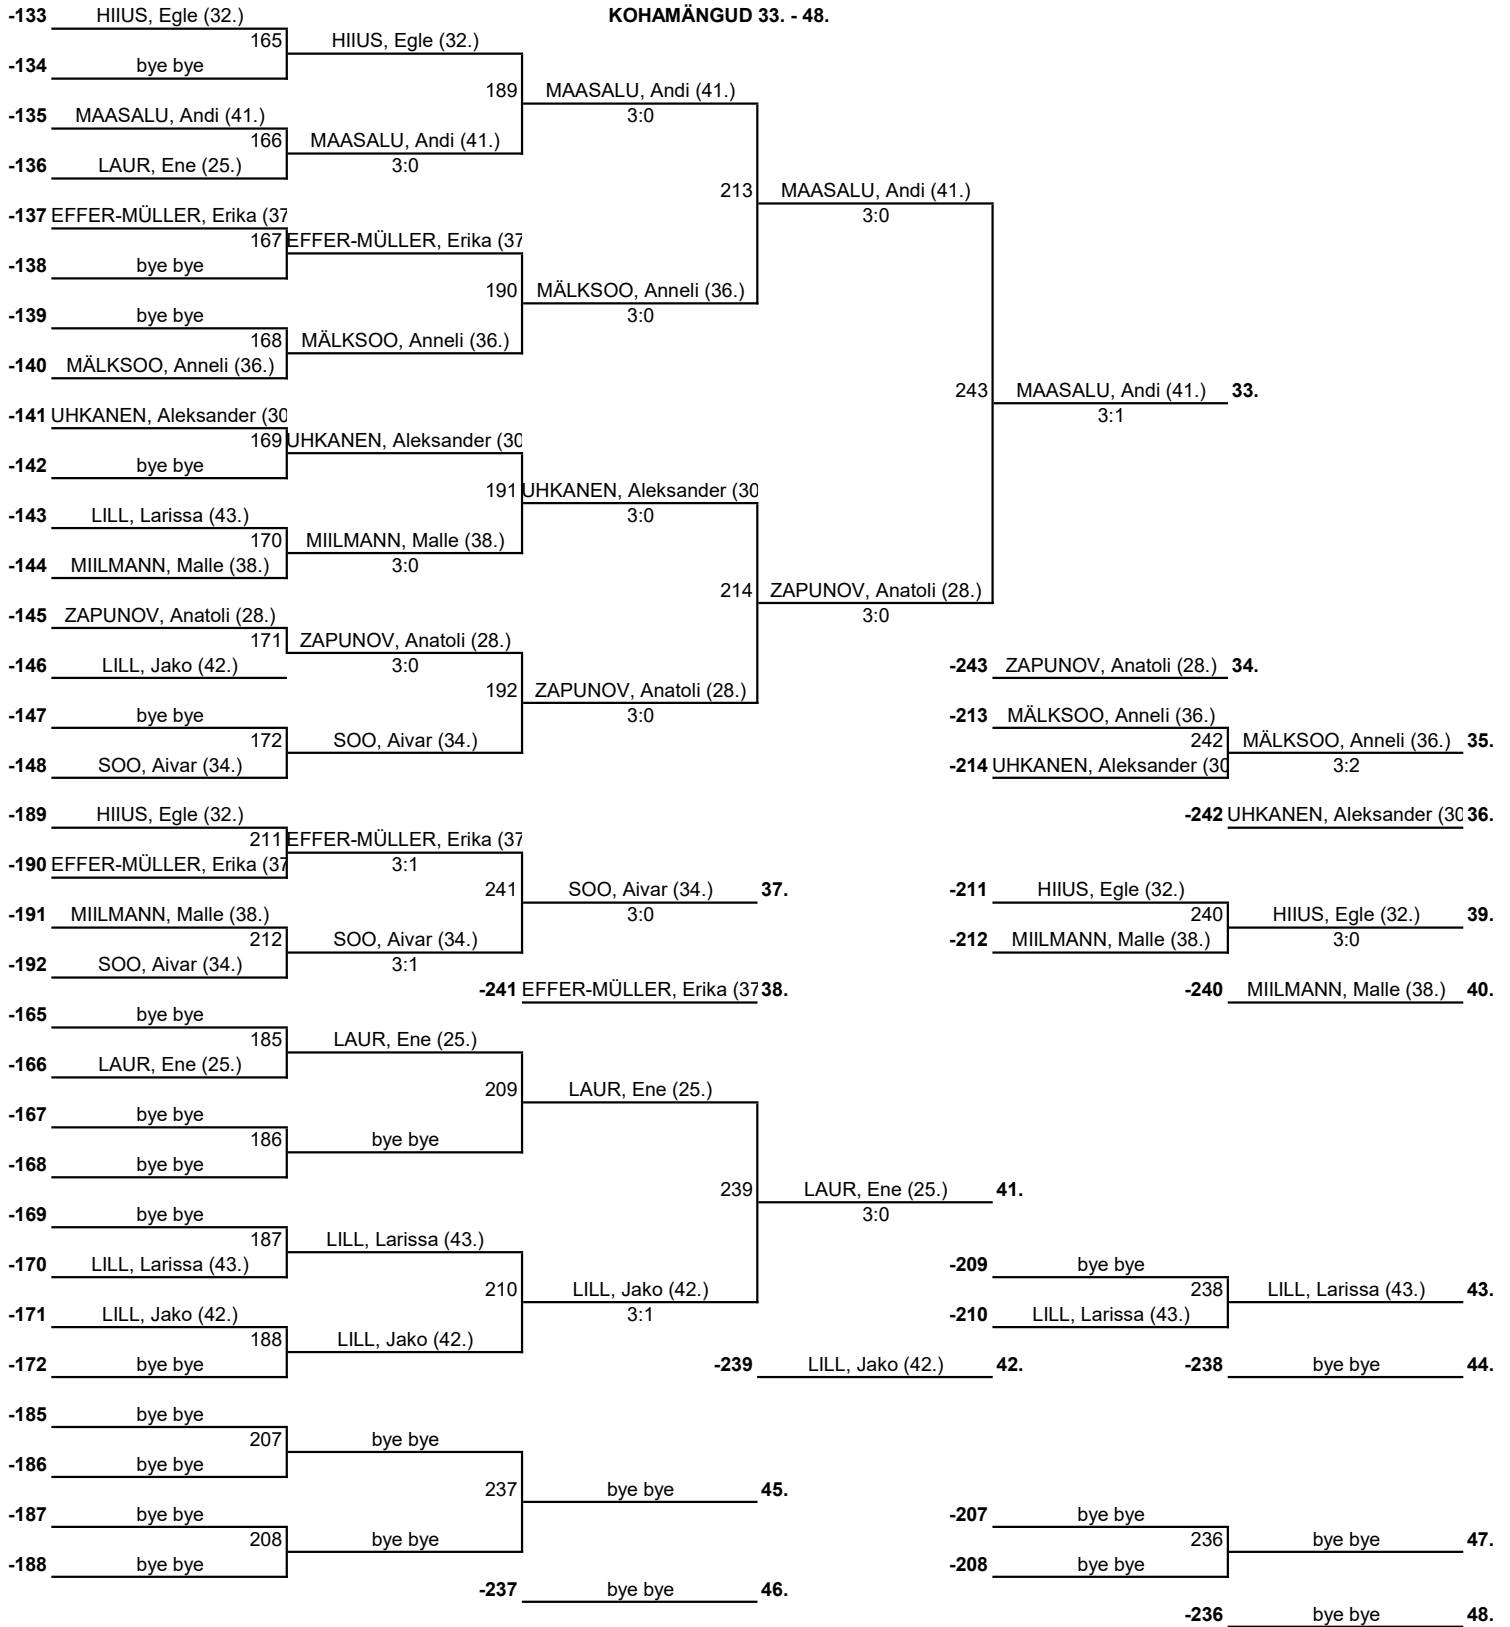 KOHAMÄNGUD 33. - 48.
-133 HIIUS, Egle (32.)
165 HIIUS, Egle (32.)
-134 bye bye
189 MAASALU, Andi (41.)
3:0
-135 MAASALU, Andi (41.)
166 MAASALU, Andi (41.)
3:0
-136 LAUR, Ene (25.)
213 MAASALU, Andi (41.)
3:0
-137 EFFER-MÜLLER, Erika (37
167 EFFER-MÜLLER, Erika (37
-138 bye bye
190 MÄLKSOO, Anneli (36.)
3:0
-139 bye bye
168 MÄLKSOO, Anneli (36.)
-140 MÄLKSOO, Anneli (36.)
243 MAASALU, Andi (41.) 33.
3:1
-141 UHKANEN, Aleksander (30
169 UHKANEN, Aleksander (30
-142 bye bye
191 UHKANEN, Aleksander (30
3:0
-143 LILL, Larissa (43.)
170 MIILMANN, Malle (38.)
3:0
-144 MIILMANN, Malle (38.)
214 ZAPUNOV, Anatoli (28.)
3:0
-145 ZAPUNOV, Anatoli (28.)
171 ZAPUNOV, Anatoli (28.)
3:0
-146 LILL, Jako (42.)
-243 ZAPUNOV, Anatoli (28.) 34.
192 ZAPUNOV, Anatoli (28.)
3:0
-147 bye bye
-213 MÄLKSOO, Anneli (36.)
172 SOO, Aivar (34.)
242 MÄLKSOO, Anneli (36.) 35.
3:2
-148 SOO, Aivar (34.)
-214 UHKANEN, Aleksander (30
-189 HIIUS, Egle (32.)
-242 UHKANEN, Aleksander (30 36.
211 EFFER-MÜLLER, Erika (37
3:1
-190 EFFER-MÜLLER, Erika (37
241 SOO, Aivar (34.) 37.
3:0
-211 HIIUS, Egle (32.)
-191 MIILMANN, Malle (38.)
240 HIIUS, Egle (32.) 39.
3:0
212 SOO, Aivar (34.)
3:1
-212 MIILMANN, Malle (38.)
-192 SOO, Aivar (34.)
-241 EFFER-MÜLLER, Erika (37 38.
-240 MIILMANN, Malle (38.) 40.
-165 bye bye
185 LAUR, Ene (25.)
-166 LAUR, Ene (25.)
209 LAUR, Ene (25.)
-167 bye bye
186 bye bye
-168 bye bye
239 LAUR, Ene (25.) 41.
3:0
-169 bye bye
187 LILL, Larissa (43.)
-170 LILL, Larissa (43.)
-209 bye bye
210 LILL, Jako (42.)
3:1
238 LILL, Larissa (43.) 43.
-171 LILL, Jako (42.)
-210 LILL, Larissa (43.)
188 LILL, Jako (42.)
-172 bye bye
-239 LILL, Jako (42.) 42.
-238 bye bye 44.
-185 bye bye
207 bye bye
-186 bye bye
237 bye bye 45.
-187 bye bye
-207 bye bye
208 bye bye
236 bye bye 47.
-188 bye bye
-208 bye bye
-237 bye bye 46.
-236 bye bye 48.